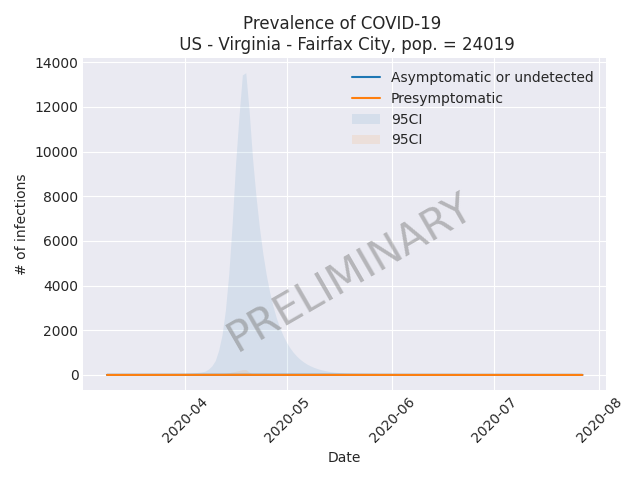 Prevalence of COVID-19
US - Virginia - Fairfax City, pop. = 24019
14000
12000
10000
8000
6000
4000
2000
0
# of infections
Asymptomatic or undetected
Presymptomatic
95CI
95CI
PRELIMINARY
2020-04
2020-05
2020-06
2020-07
2020-08
Date